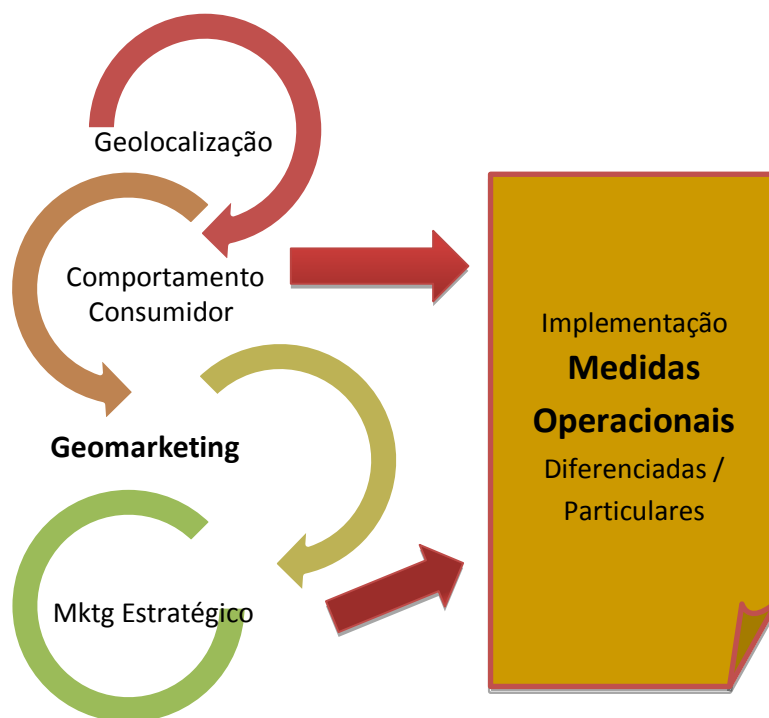 Geolocalização
Comportamento
Consumidor
Geomarketing
Mktg Estratégico
Implementação
Medidas
Operacionais
Diferenciadas /
Particulares